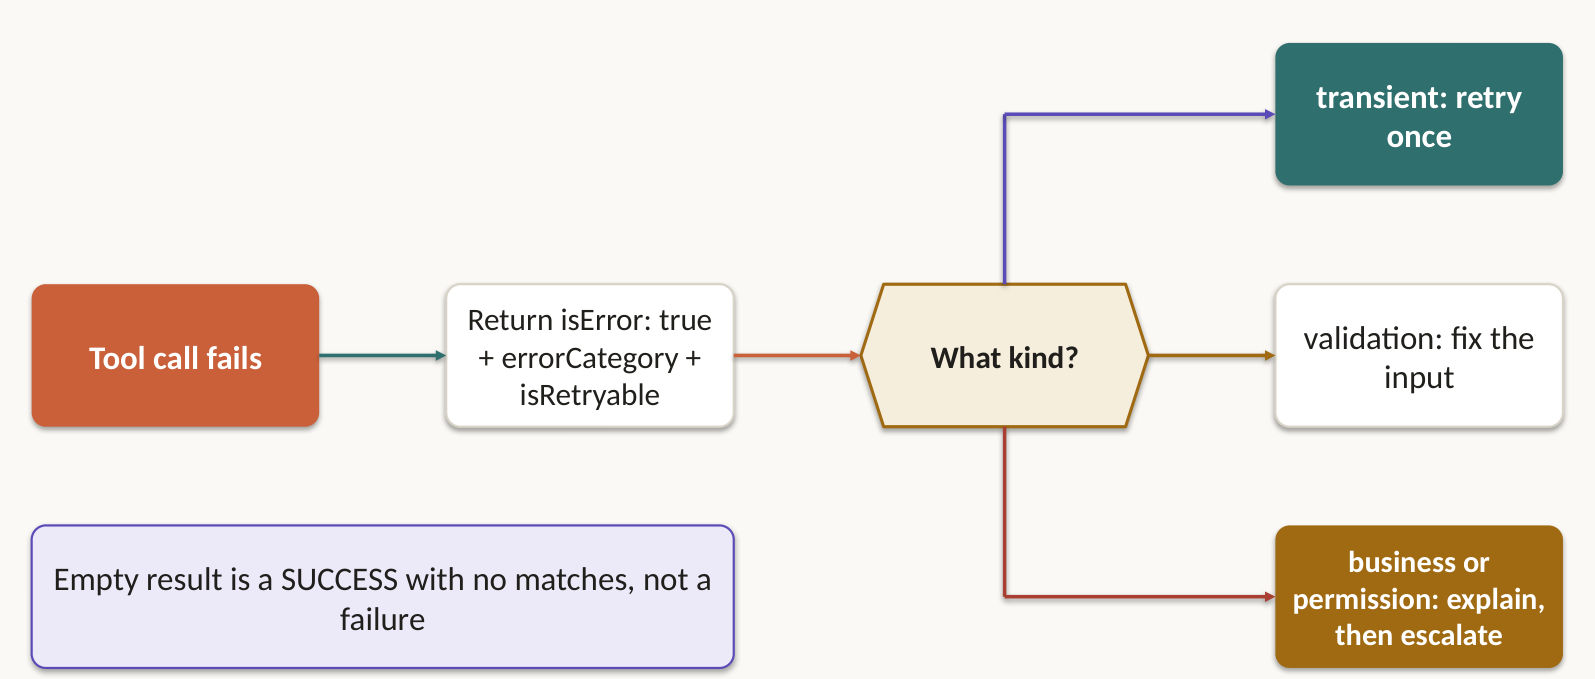 transient: retry
once
Tool call fails
Return isError: true
+ errorCategory +
isRetryable
What kind?
validation: fix the
input
Empty result is a SUCCESS with no matches, not a
failure
business or
permission: explain,
then escalate